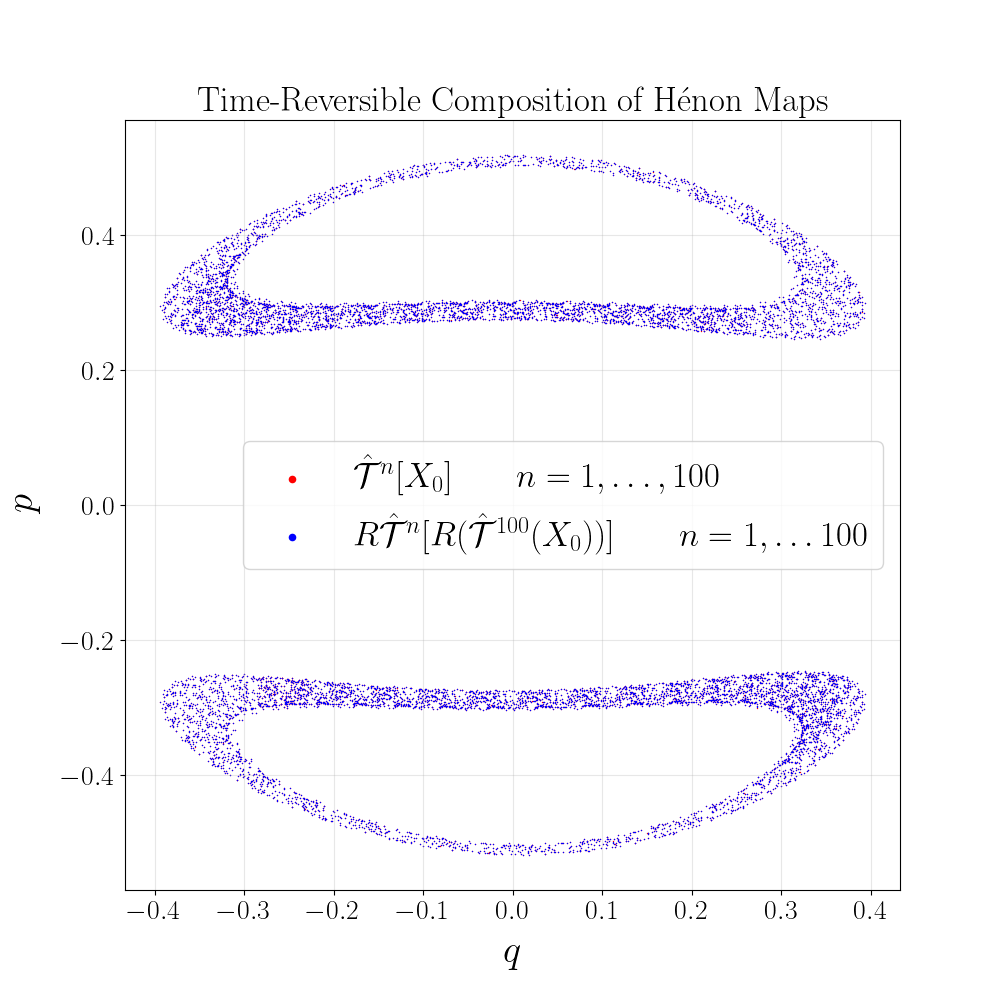 Time-Reversible Composition of Hénon Maps
p
0.4
0.2
0.0
−0.2
−0.4
𝒯̂ⁿ[X₀] n = 1, . . . , 100
R𝒯̂ⁿ[R(𝒯̂¹⁰⁰(X₀))] n = 1, . . . 100
−0.4 −0.3 −0.2 −0.1 0.0 0.1 0.2 0.3 0.4
q